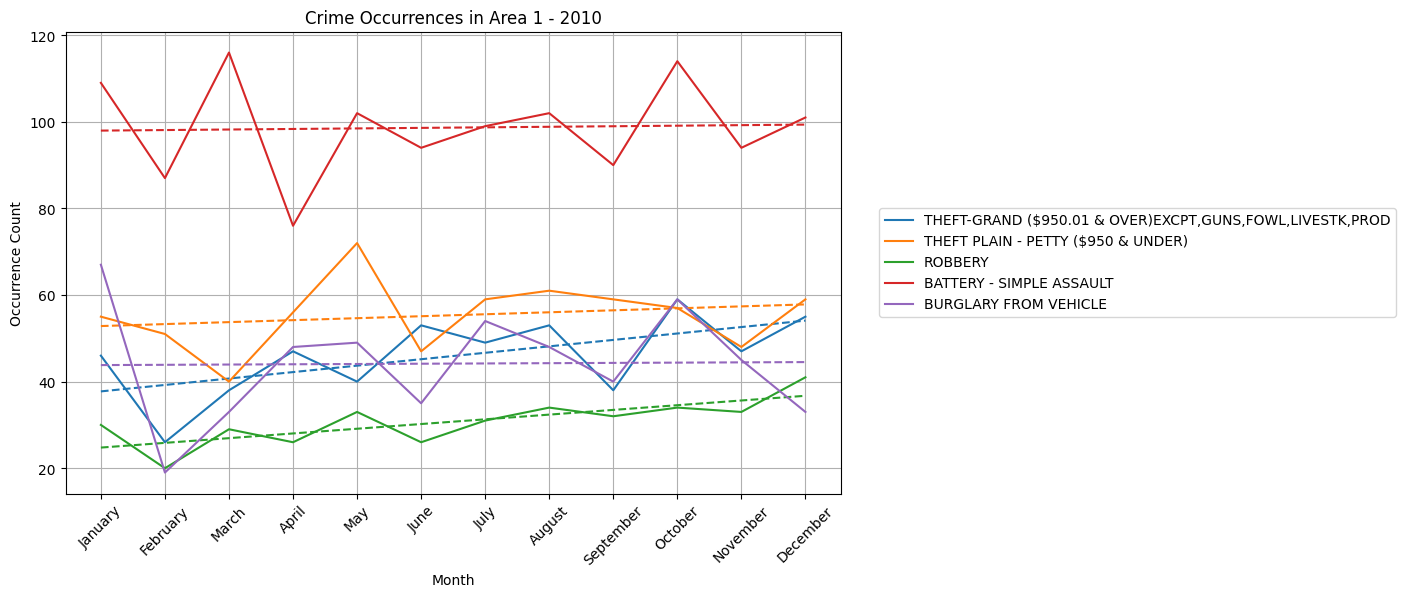 Crime Occurrences in Area 1 - 2010
Occurrence Count
120
100
80
60
40
20
January
February
March
April
May
June
July
August
September
October
November
December
Month
THEFT-GRAND ($950.01 & OVER)EXCPT,GUNS,FOWL,LIVESTK,PROD
THEFT PLAIN - PETTY ($950 & UNDER)
ROBBERY
BATTERY - SIMPLE ASSAULT
BURGLARY FROM VEHICLE